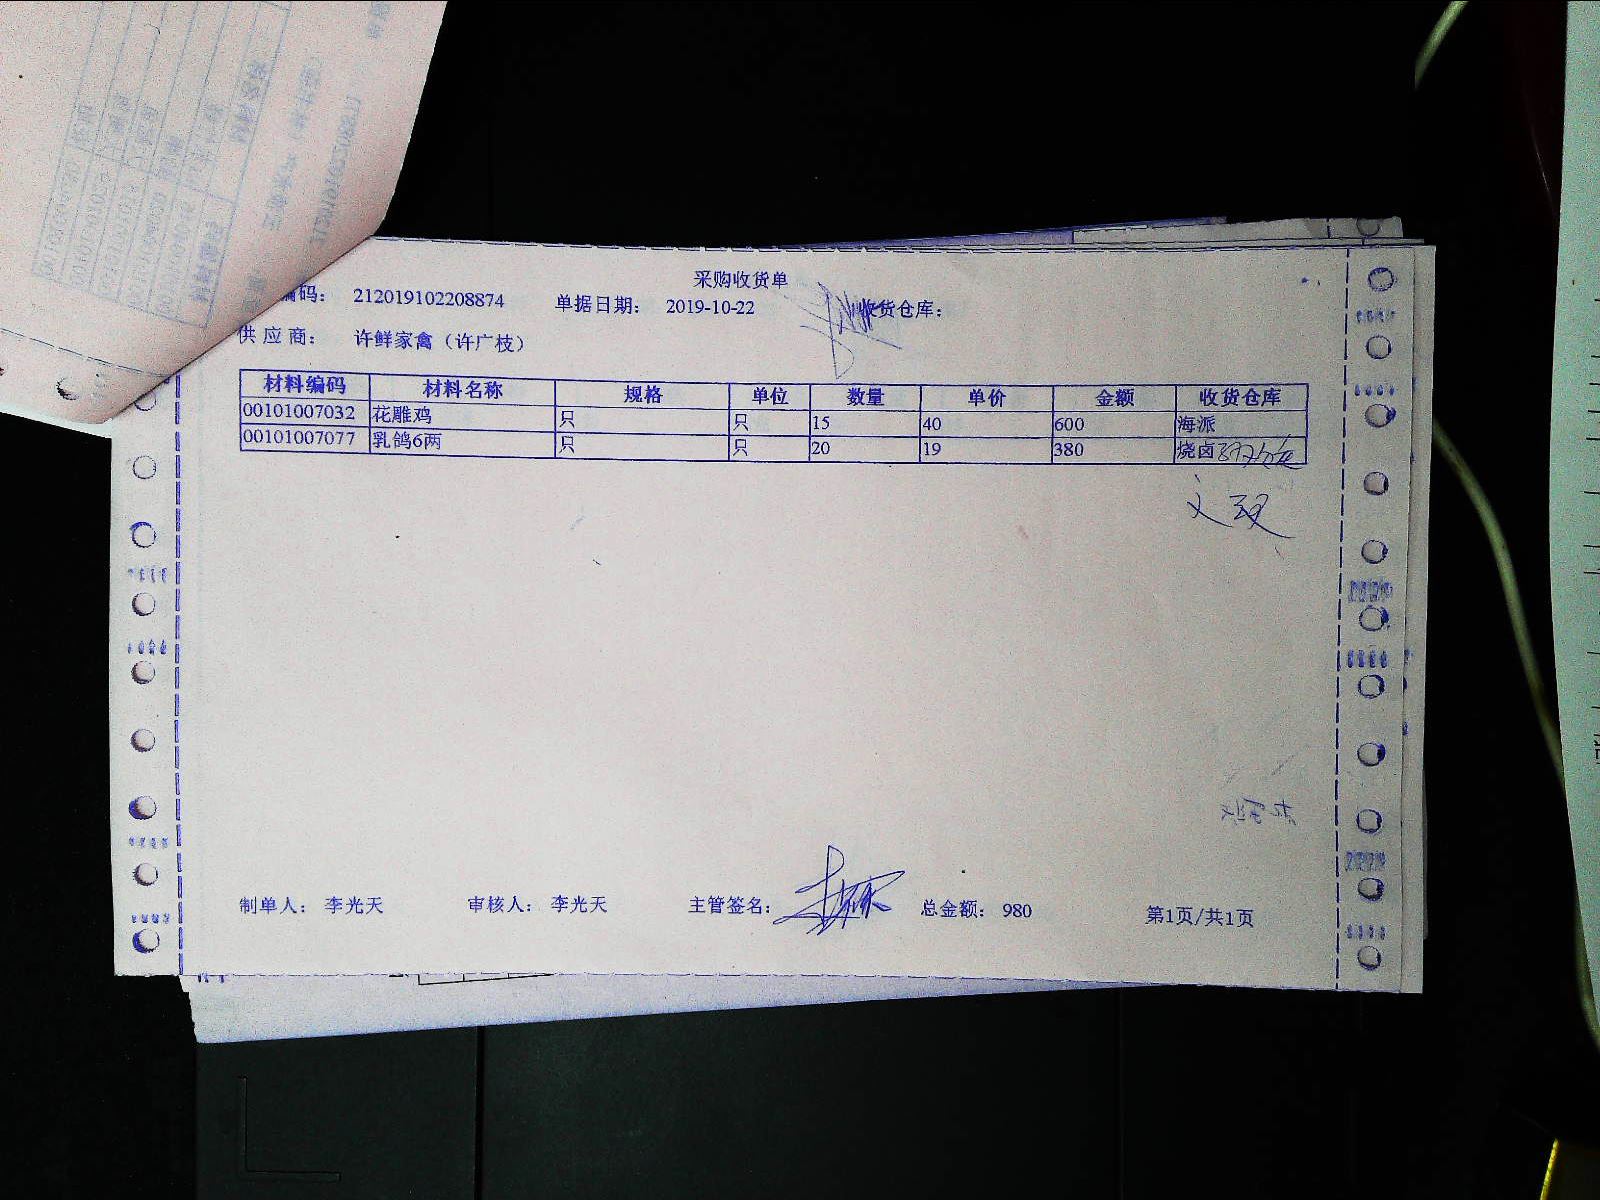 采购收货单
编码: 212019102208874 单据日期: 2019-10-22 收货仓库:
供应商: 许鲜家禽（许广枝）
材料编码 材料名称 规格 单位 数量 单价 金额 收货仓库
00101007032 花雕鸡 只 只 15 40 600 海派
00101007077 乳鸽6两 只 只 20 19 380 烧卤
制单人: 李光天 审核人: 李光天 主管签名: 总金额: 980 第1页/共1页